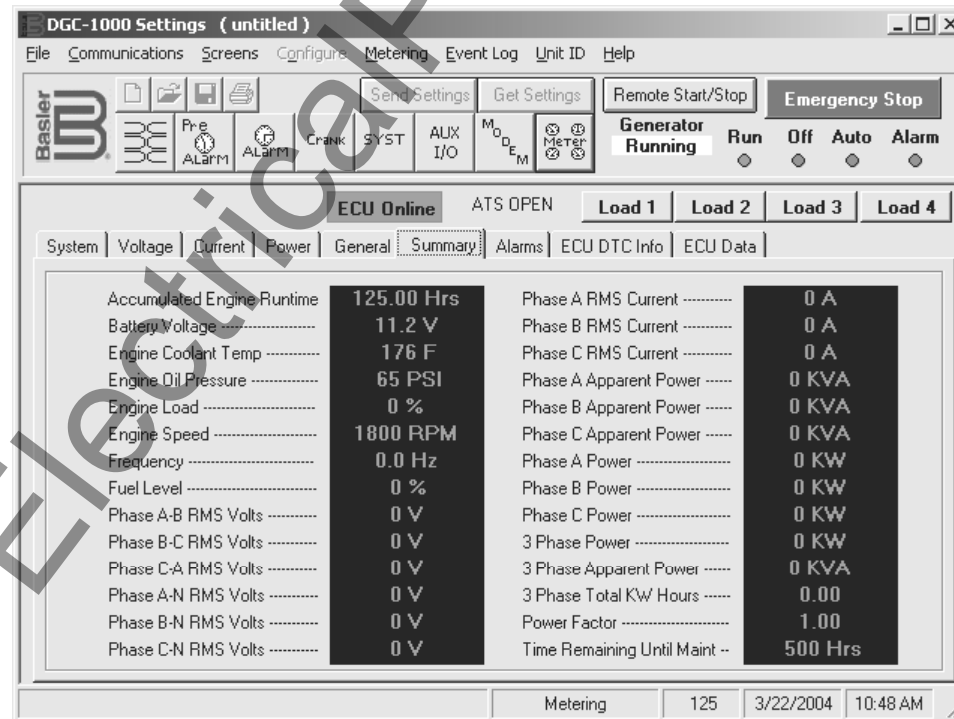 DGC-1000 Settings ( untitled )
File Communications Screens Configure Metering Event Log Unit ID Help
Basler
Send Settings Get Settings Remote Start/Stop Emergency Stop
Pre ALarm ALarm Crank SYST AUX I/O MoDEM MeTer
Generator Running Run Off Auto Alarm
ECU Online ATS OPEN Load 1 Load 2 Load 3 Load 4
System Voltage Current Power General Summary Alarms ECU DTC Info ECU Data
Accumulated Engine Runtime 125.00 Hrs
Battery Voltage 11.2 V
Engine Coolant Temp 176 F
Engine Oil Pressure 65 PSI
Engine Load 0 %
Engine Speed 1800 RPM
Frequency 0.0 Hz
Fuel Level 0 %
Phase A-B RMS Volts 0 V
Phase B-C RMS Volts 0 V
Phase C-A RMS Volts 0 V
Phase A-N RMS Volts 0 V
Phase B-N RMS Volts 0 V
Phase C-N RMS Volts 0 V
Phase A RMS Current 0 A
Phase B RMS Current 0 A
Phase C RMS Current 0 A
Phase A Apparent Power 0 KVA
Phase B Apparent Power 0 KVA
Phase C Apparent Power 0 KVA
Phase A Power 0 KW
Phase B Power 0 KW
Phase C Power 0 KW
3 Phase Power 0 KW
3 Phase Apparent Power 0 KVA
3 Phase Total KW Hours 0.00
Power Factor 1.00
Time Remaining Until Maint 500 Hrs
Metering 125 3/22/2004 10:48 AM
ElectricalP